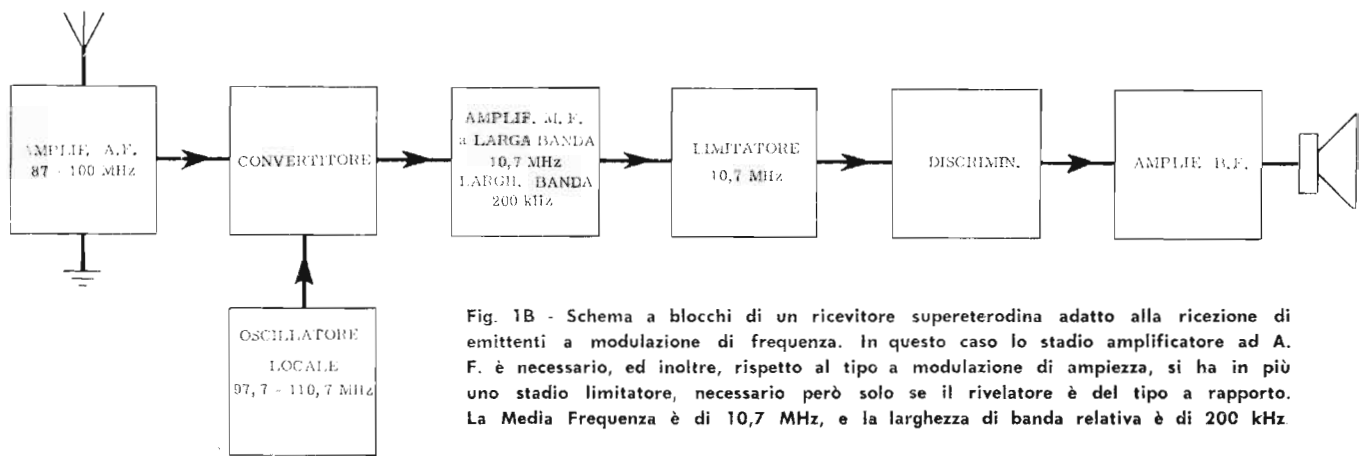 AMPLIF. A.F.
87 - 100 MHz
CONVERTITORE
AMPLIF. M. F.
a LARGA BANDA
10,7 MHz
LARGH. BANDA
200 kHz
LIMITATORE
10,7 MHz
DISCRIMIN.
AMPLIF B.F.
OSCILLATORE
LOCALE
97,7 - 110,7 MHz
Fig. 1B - Schema a blocchi di un ricevitore supereterodina adatto alla ricezione di
emittenti a modulazione di frequenza. In questo caso lo stadio amplificatore ad A.
F. è necessario, ed inoltre, rispetto al tipo a modulazione di ampiezza, si ha in più
uno stadio limitatore, necessario però solo se il rivelatore è del tipo a rapporto.
La Media Frequenza è di 10,7 MHz, e la larghezza di banda relativa è di 200 kHz